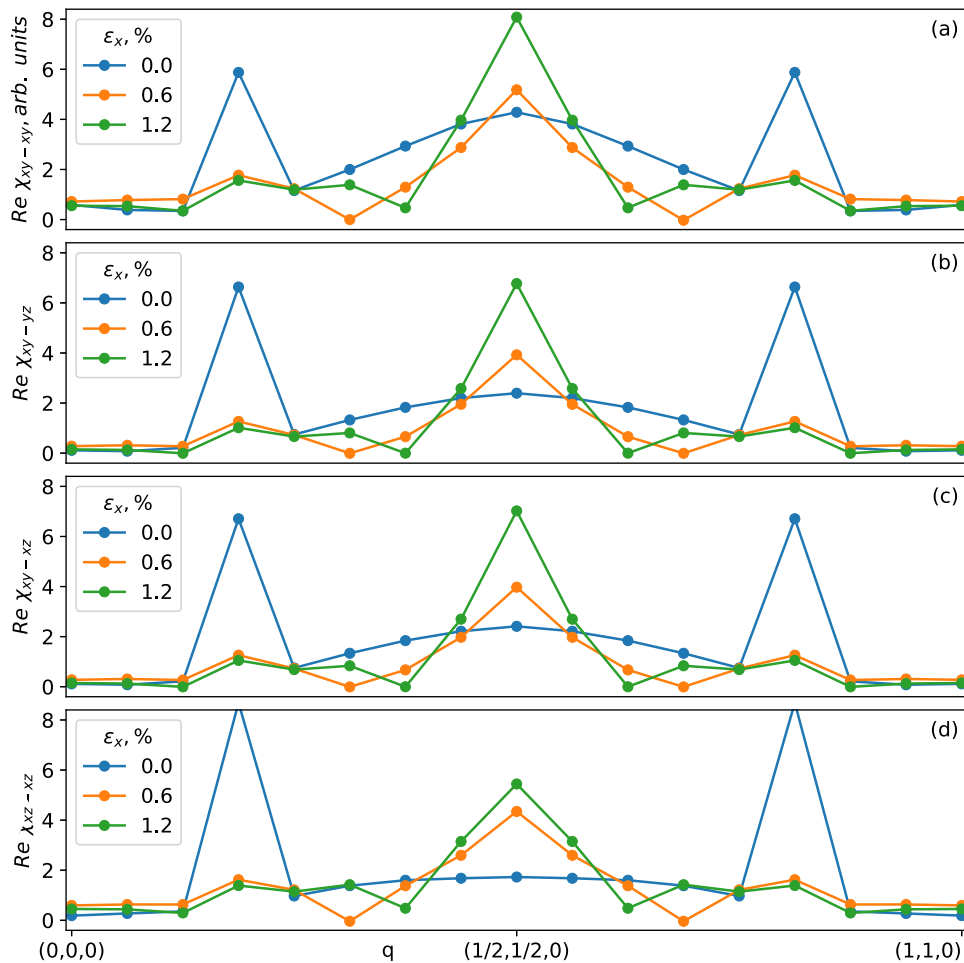 8
6
4
2
0
Re χxy−xy, arb. units
εx, %
0.0
0.6
1.2
(a)
8
6
4
2
0
Re χxy−yz
εx, %
0.0
0.6
1.2
(b)
8
6
4
2
0
Re χxy−xz
εx, %
0.0
0.6
1.2
(c)
8
6
4
2
0
Re χxz−xz
εx, %
0.0
0.6
1.2
(d)
(0,0,0) q (1/2,1/2,0) (1,1,0)